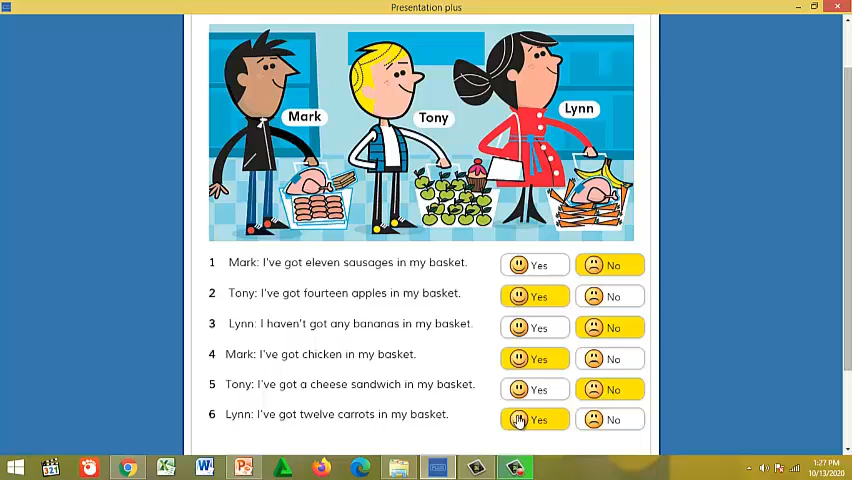 Presentation plus
Mark
Tony
Lynn
1 Mark: I've got eleven sausages in my basket. Yes No
2 Tony: I've got fourteen apples in my basket. Yes No
3 Lynn: I haven't got any bananas in my basket. Yes No
4 Mark: I've got chicken in my basket. Yes No
5 Tony: I've got a cheese sandwich in my basket. Yes No
6 Lynn: I've got twelve carrots in my basket. Yes No
321
PLUS
1:27 PM
10/13/2020